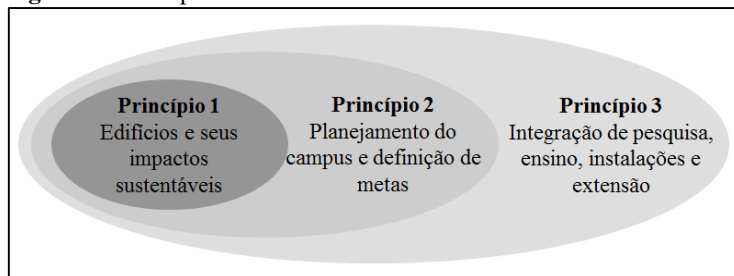 Princípio 1
Edifícios e seus
impactos
sustentáveis
Princípio 2
Planejamento do
campus e definição de
metas
Princípio 3
Integração de pesquisa,
ensino, instalações e
extensão